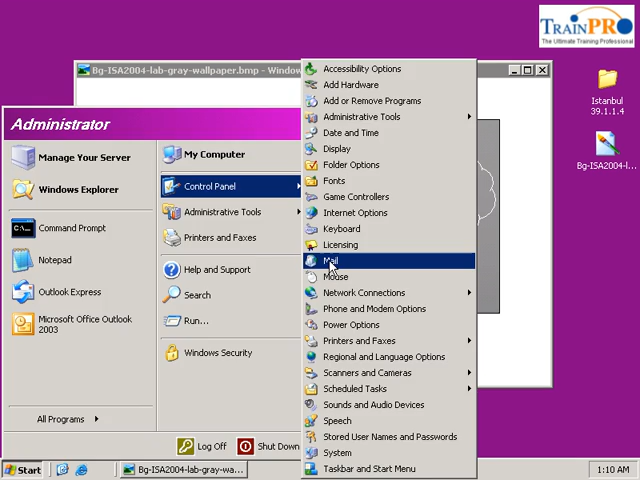 TRAINPRO
The Ultimate Training Professional
Bg-ISA2004-lab-gray-wallpaper.bmp - Window
Istanbul
39.1.1.4
Bg-ISA2004-l...
Administrator
Manage Your Server
Windows Explorer
Command Prompt
Notepad
Outlook Express
Microsoft Office Outlook
2003
All Programs
My Computer
Control Panel
Administrative Tools
Printers and Faxes
Help and Support
Search
Run...
Windows Security
Log Off
Shut Down
Accessibility Options
Add Hardware
Add or Remove Programs
Administrative Tools
Date and Time
Display
Folder Options
Fonts
Game Controllers
Internet Options
Keyboard
Licensing
Mail
Mouse
Network Connections
Phone and Modem Options
Power Options
Printers and Faxes
Regional and Language Options
Scanners and Cameras
Scheduled Tasks
Sounds and Audio Devices
Speech
Stored User Names and Passwords
System
Taskbar and Start Menu
Start
Bg-ISA2004-lab-gray-wa...
1:10 AM